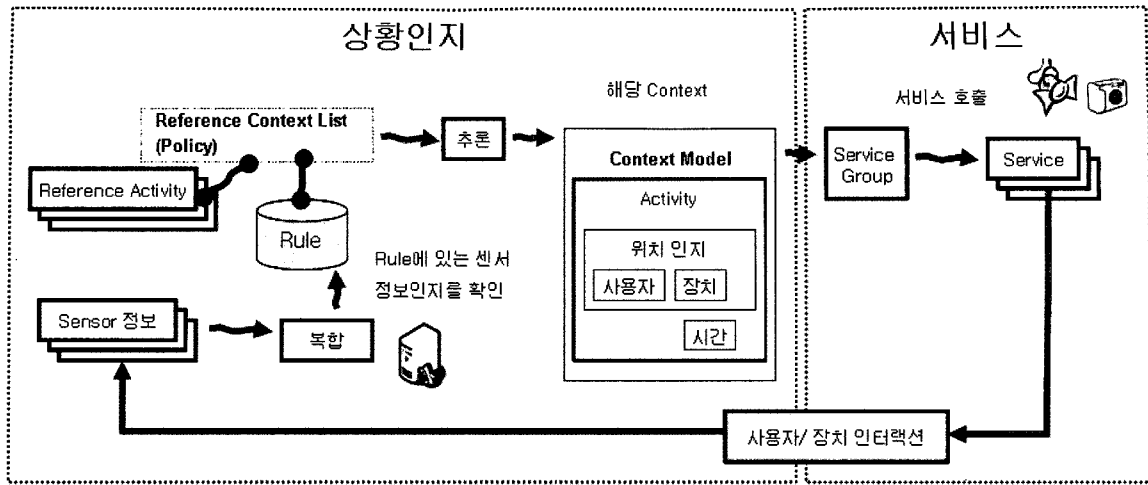 상황인지
서비스
해당 Context
서비스 호출
Reference Context List
(Policy)
추론
Context Model
Service
Group
Service
Reference Activity
Activity
Rule
위치 인지
사용자
장치
Rule에 있는 센서
정보인지를 확인
시간
Sensor 정보
복합
사용자/ 장치 인터랙션